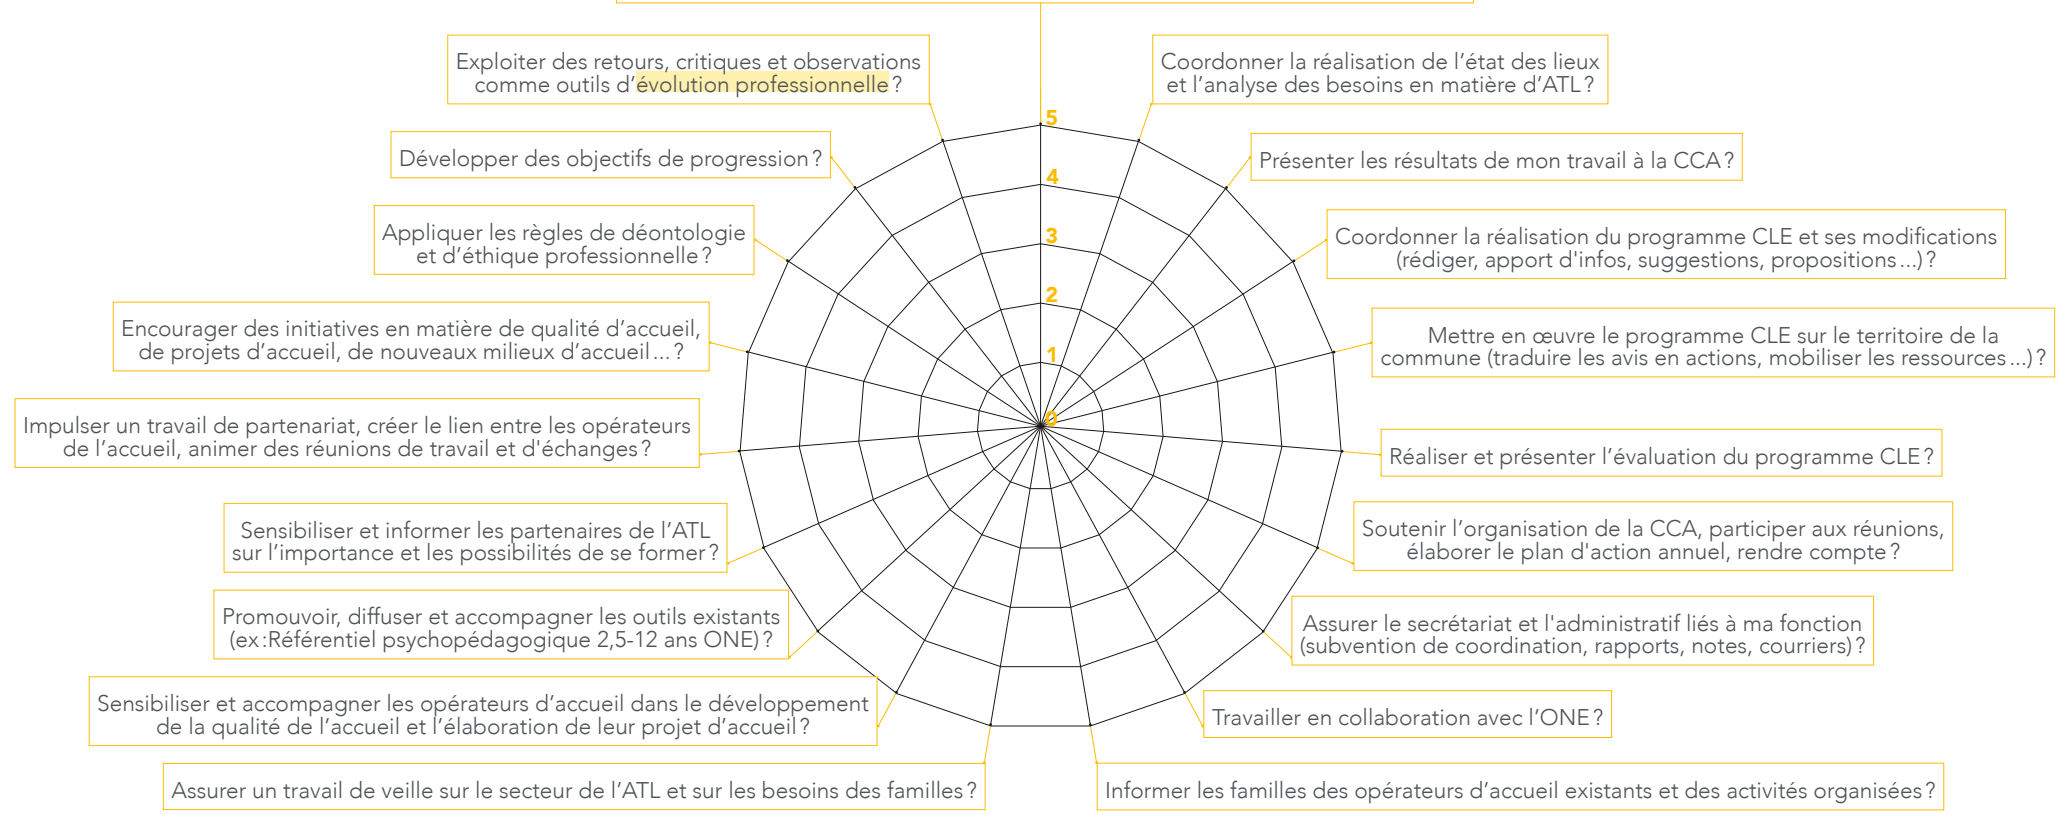 Exploiter des retours, critiques et observations
comme outils d’évolution professionnelle ?
Coordonner la réalisation de l’état des lieux
et l’analyse des besoins en matière d’ATL ?
5
Développer des objectifs de progression ?
Présenter les résultats de mon travail à la CCA ?
4
Appliquer les règles de déontologie
et d’éthique professionnelle ?
3
Coordonner la réalisation du programme CLE et ses modifications
(rédiger, apport d'infos, suggestions, propositions ...) ?
2
Encourager des initiatives en matière de qualité d’accueil,
de projets d’accueil, de nouveaux milieux d’accueil ... ?
1
Mettre en œuvre le programme CLE sur le territoire de la
commune (traduire les avis en actions, mobiliser les ressources ...) ?
0
Impulser un travail de partenariat, créer le lien entre les opérateurs
de l’accueil, animer des réunions de travail et d'échanges ?
Réaliser et présenter l’évaluation du programme CLE ?
Sensibiliser et informer les partenaires de l’ATL
sur l’importance et les possibilités de se former ?
Soutenir l’organisation de la CCA, participer aux réunions,
élaborer le plan d'action annuel, rendre compte ?
Promouvoir, diffuser et accompagner les outils existants
(ex :Référentiel psychopédagogique 2,5-12 ans ONE) ?
Assurer le secrétariat et l'administratif liés à ma fonction
(subvention de coordination, rapports, notes, courriers) ?
Sensibiliser et accompagner les opérateurs d’accueil dans le développement
de la qualité de l’accueil et l’élaboration de leur projet d’accueil ?
Travailler en collaboration avec l’ONE ?
Assurer un travail de veille sur le secteur de l’ATL et sur les besoins des familles ?
Informer les familles des opérateurs d’accueil existants et des activités organisées ?